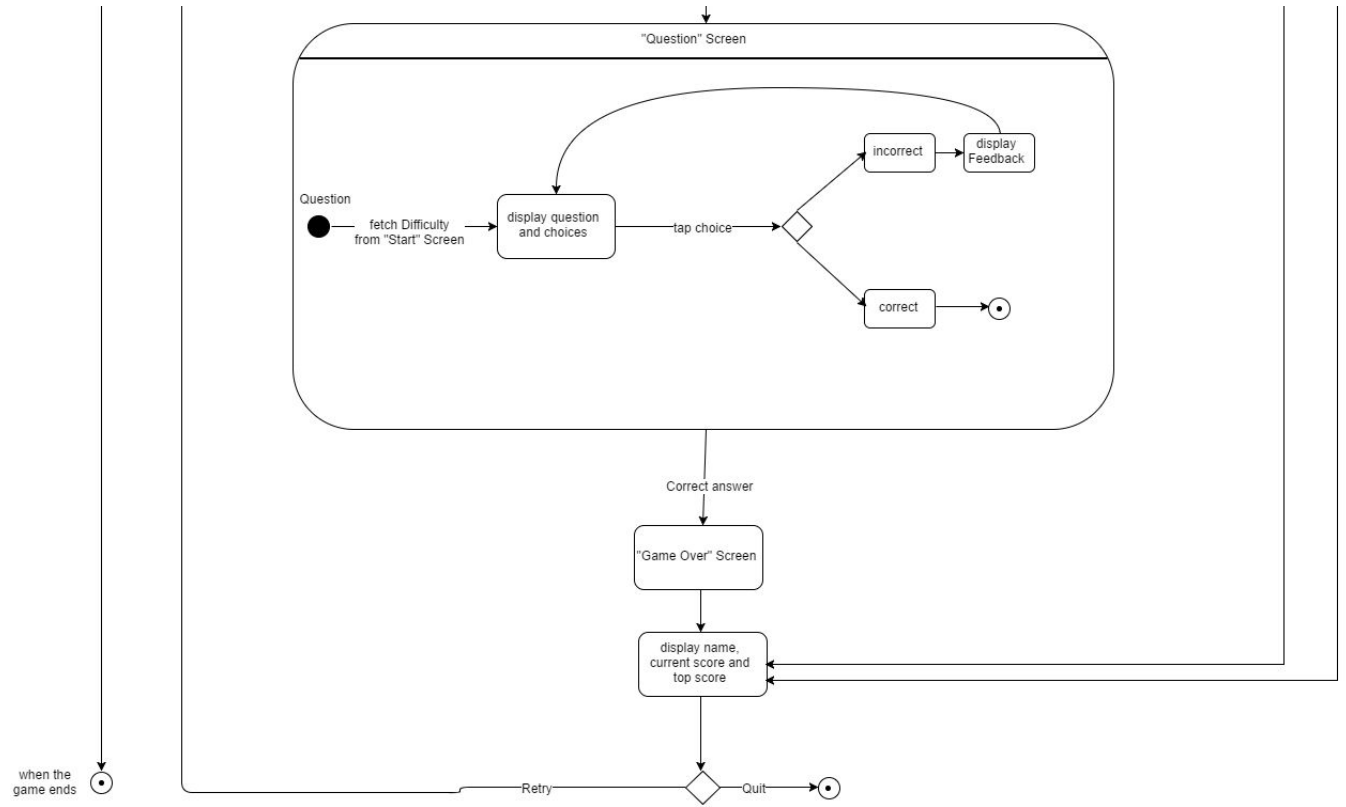 "Question" Screen
incorrect
display
Feedback
Question
fetch Difficulty
from "Start" Screen
display question
and choices
tap choice
correct
Correct answer
"Game Over" Screen
display name,
current score and
top score
when the
game ends
Retry
Quit